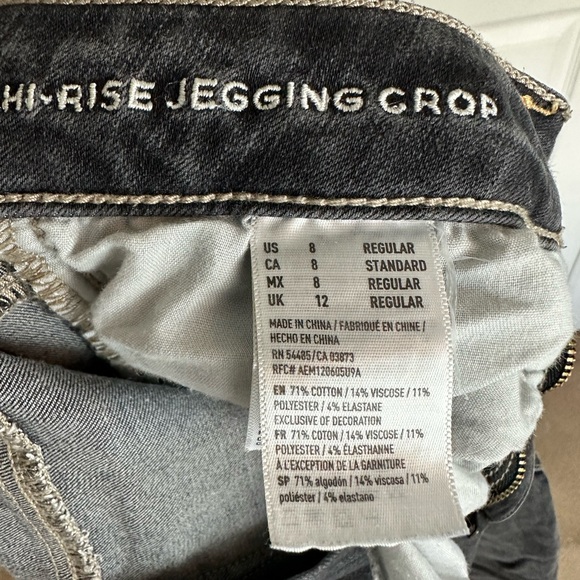 HI-RISE JEGGING CROP
US 8 REGULAR
CA 8 STANDARD
MX 8 REGULAR
UK 12 REGULAR
MADE IN CHINA / FABRIQUÉ EN CHINE /
HECHO EN CHINA
RN 54485/CA 03873
RFC# AEM120605U9A
EN 71% COTTON / 14% VISCOSE / 11%
POLYESTER / 4% ELASTANE
EXCLUSIVE OF DECORATION
FR 71% COTON / 14% VISCOSE / 11%
POLYESTER / 4% ÉLASTHANNE
À L'EXCEPTION DE LA GARNITURE
SP 71% algodón / 14% viscosa / 11%
poliéster / 4% elastano